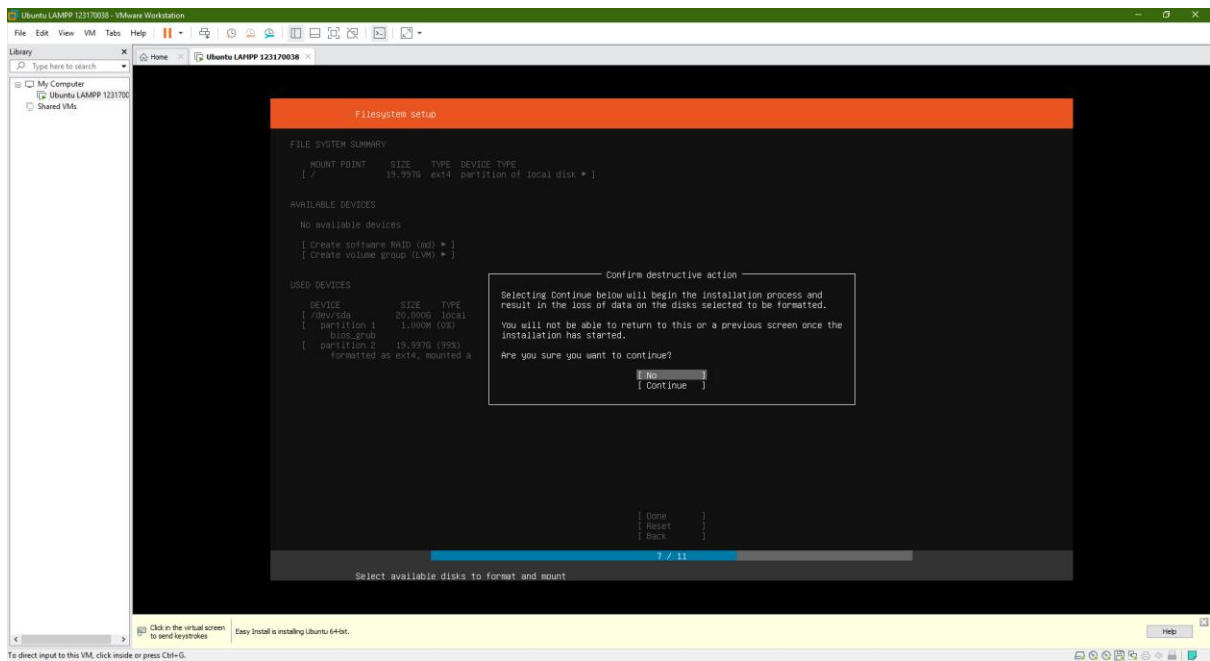 Ubuntu LAMPP 123170038 - VMware Workstation
File Edit View VM Tabs Help
Library
Home
Ubuntu LAMPP 123170038
Type here to search
My Computer
Ubuntu LAMPP 1231700
Shared VMs
Filesystem setup
FILE SYSTEM SUMMARY
MOUNT POINT SIZE TYPE DEVICE TYPE
[ / 19.997G ext4 partition of local disk ▸ ]
AVAILABLE DEVICES
No available devices
[ Create software RAID (md) ▸ ]
[ Create volume group (LVM) ▸ ]
USED DEVICES
DEVICE SIZE TYPE
[ /dev/sda 20.000G local
[ partition 1 1.000M (0%)
bios_grub
[ partition 2 19.997G (99%)
formatted as ext4, mounted a
Confirm destructive action
Selecting Continue below will begin the installation process and
result in the loss of data on the disks selected to be formatted.
You will not be able to return to this or a previous screen once the
installation has started.
Are you sure you want to continue?
[ No ]
[ Continue ]
[ Done ]
[ Reset ]
[ Back ]
7 / 11
Select available disks to format and mount
Click in the virtual screen
to send keystrokes
Easy Install is installing Ubuntu 64-bit.
Help
To direct input to this VM, click inside or press Ctrl+G.